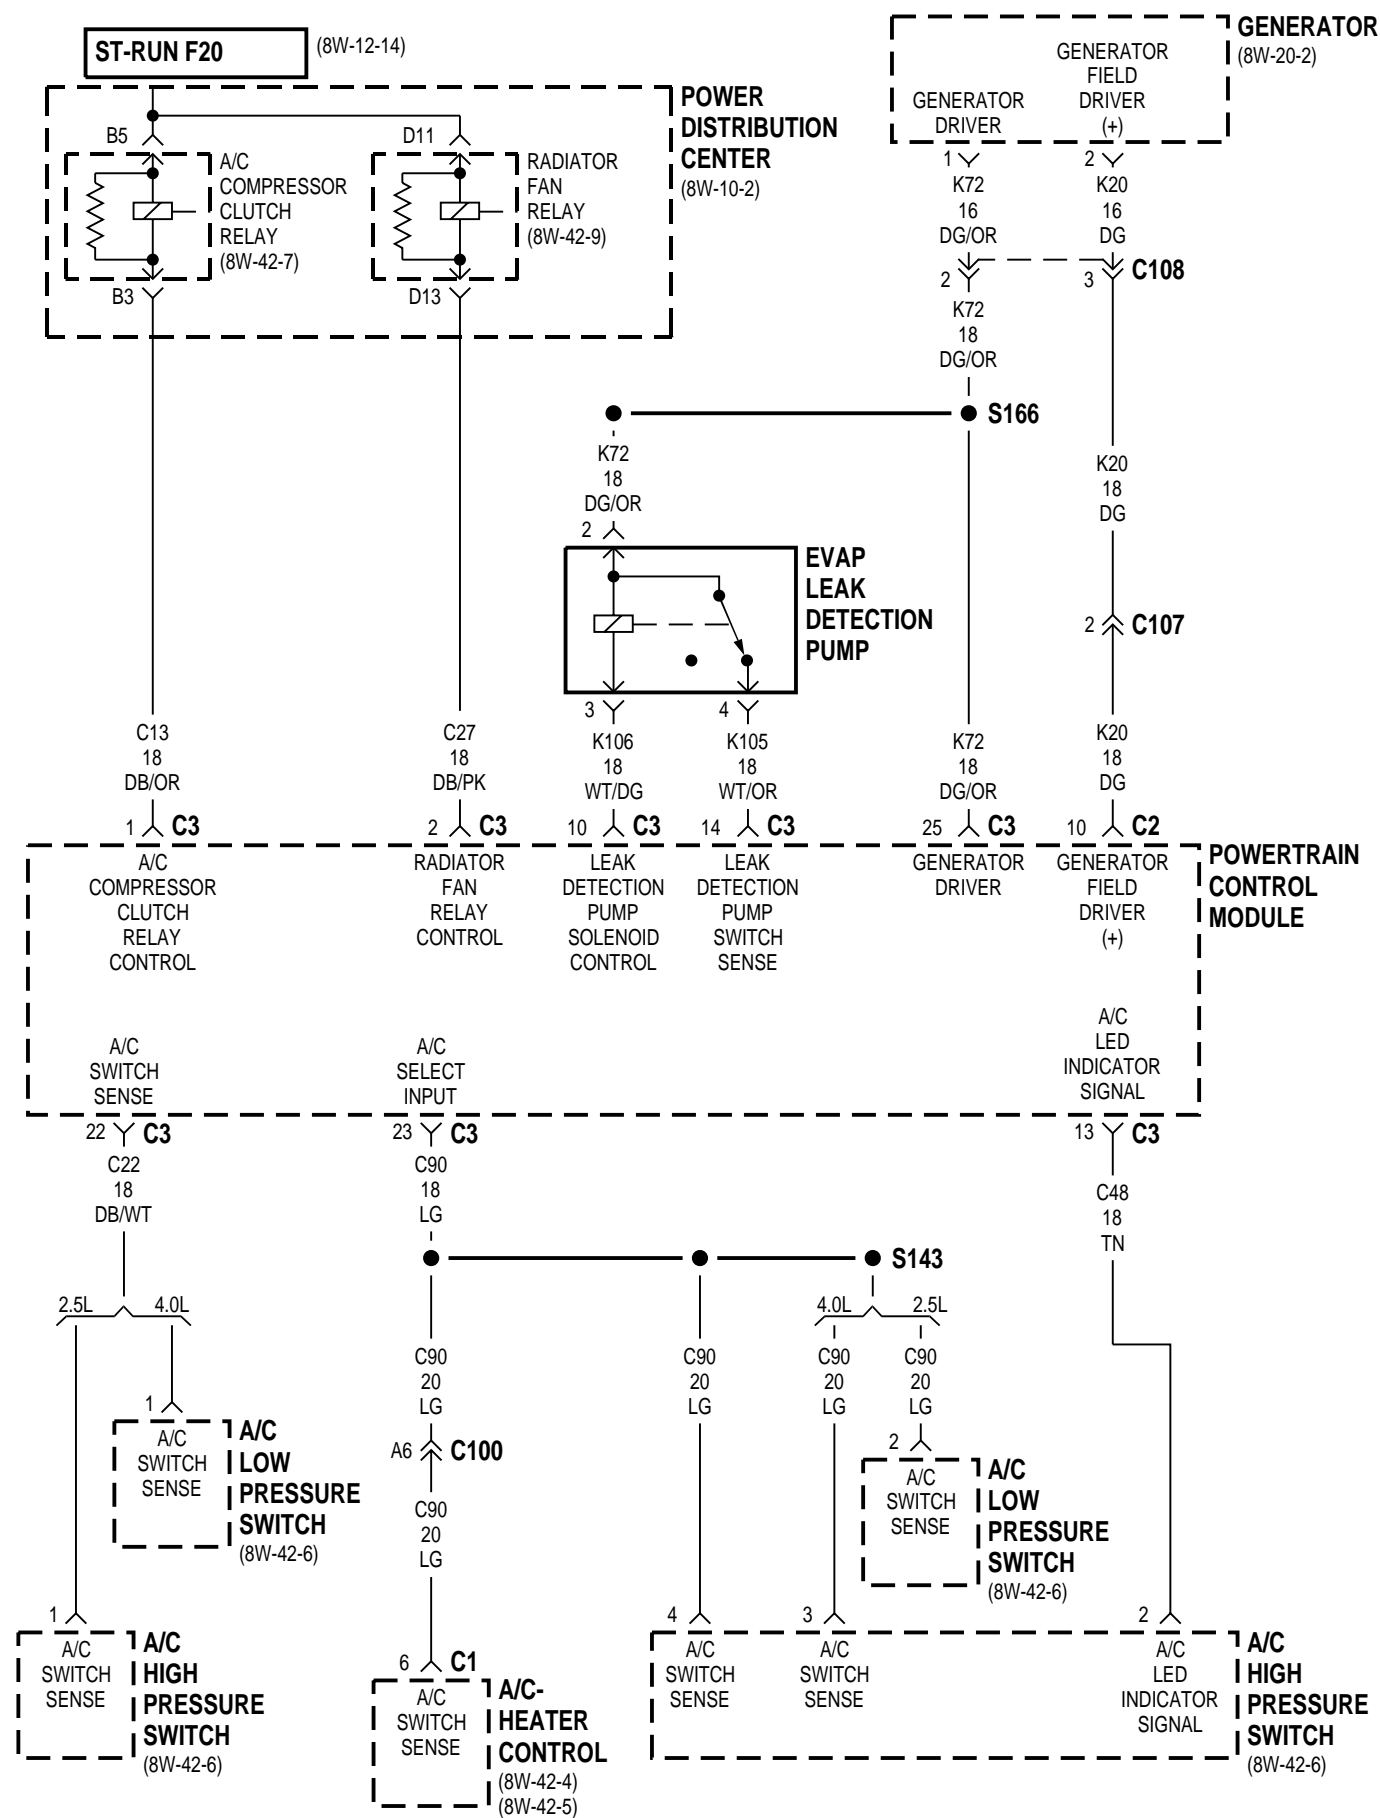 ST-RUN F20
(8W-12-14)
GENERATOR
(8W-20-2)
GENERATOR
FIELD
DRIVER
(+)
GENERATOR
DRIVER
POWER
DISTRIBUTION
CENTER
(8W-10-2)
B5
D11
A/C
COMPRESSOR
CLUTCH
RELAY
(8W-42-7)
RADIATOR
FAN
RELAY
(8W-42-9)
B3
D13
1
K72
16
DG/OR
2
K20
16
DG
2
3
C108
K72
18
DG/OR
S166
K72
18
DG/OR
2
K20
18
DG
EVAP
LEAK
DETECTION
PUMP
2
C107
3
4
C13
18
DB/OR
C27
18
DB/PK
K106
18
WT/DG
K105
18
WT/OR
K72
18
DG/OR
K20
18
DG
1
C3
2
C3
10
C3
14
C3
25
C3
10
C2
POWERTRAIN
CONTROL
MODULE
A/C
COMPRESSOR
CLUTCH
RELAY
CONTROL
RADIATOR
FAN
RELAY
CONTROL
LEAK
DETECTION
PUMP
SOLENOID
CONTROL
LEAK
DETECTION
PUMP
SWITCH
SENSE
GENERATOR
DRIVER
GENERATOR
FIELD
DRIVER
(+)
A/C
SWITCH
SENSE
A/C
SELECT
INPUT
A/C
LED
INDICATOR
SIGNAL
22
C3
23
C3
13
C3
C22
18
DB/WT
C90
18
LG
C48
18
TN
S143
2.5L
4.0L
4.0L
2.5L
C90
20
LG
C90
20
LG
C90
20
LG
C90
20
LG
1
A/C
SWITCH
SENSE
A/C
LOW
PRESSURE
SWITCH
(8W-42-6)
A6
C100
C90
20
LG
2
A/C
SWITCH
SENSE
A/C
LOW
PRESSURE
SWITCH
(8W-42-6)
1
A/C
SWITCH
SENSE
A/C
HIGH
PRESSURE
SWITCH
(8W-42-6)
6
C1
A/C
SWITCH
SENSE
A/C-
HEATER
CONTROL
(8W-42-4)
(8W-42-5)
4
A/C
SWITCH
SENSE
3
A/C
SWITCH
SENSE
2
A/C
LED
INDICATOR
SIGNAL
A/C
HIGH
PRESSURE
SWITCH
(8W-42-6)